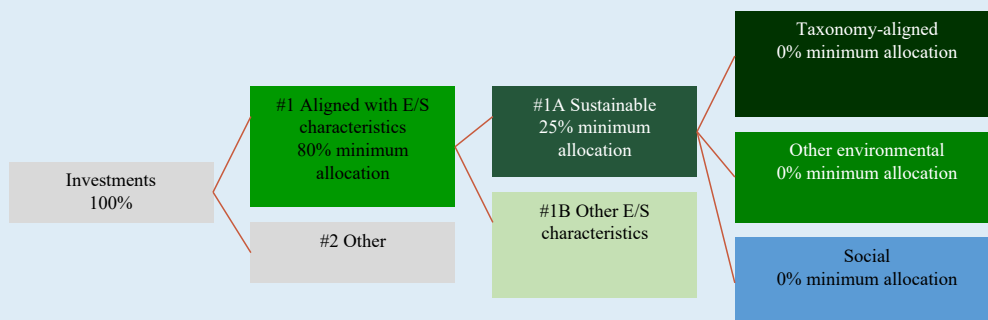 Investments
100%
#1 Aligned with E/S
characteristics
80% minimum
allocation
#2 Other
#1A Sustainable
25% minimum
allocation
#1B Other E/S
characteristics
Taxonomy-aligned
0% minimum allocation
Other environmental
0% minimum allocation
Social
0% minimum allocation